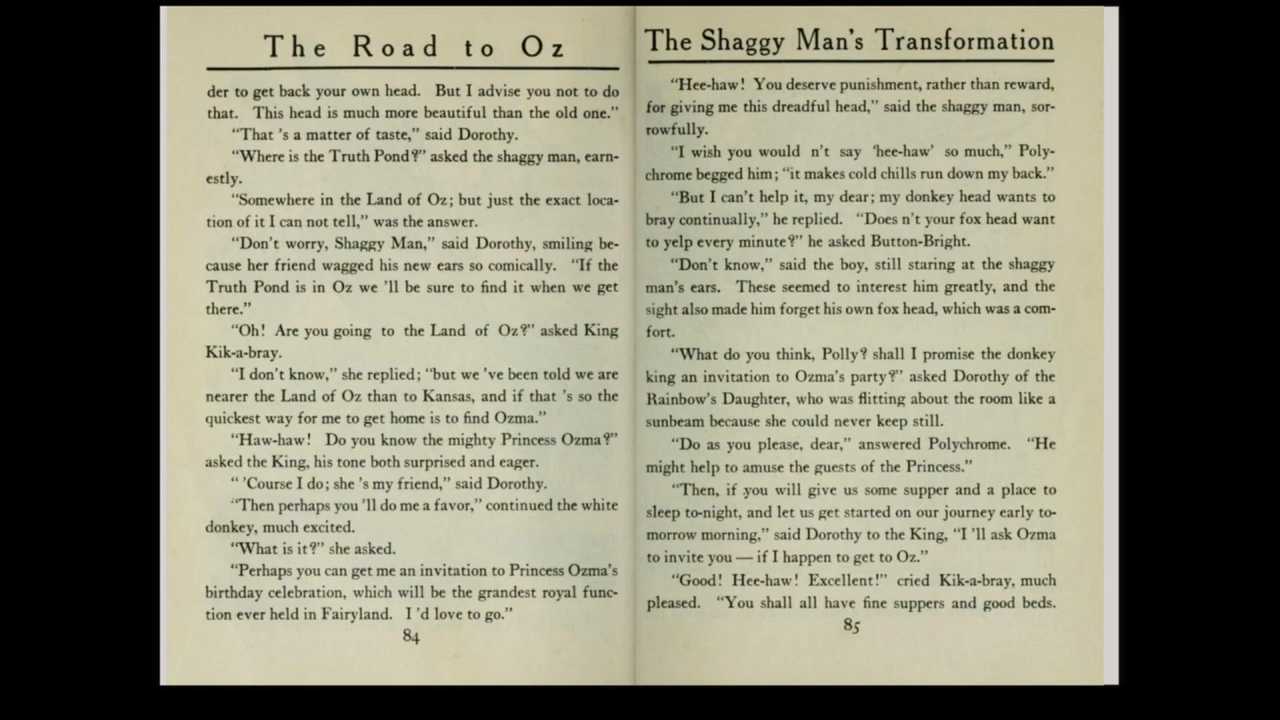 The Road to Oz
der to get back your own head. But I advise you not to do
that. This head is much more beautiful than the old one."
"That 's a matter of taste," said Dorothy.
"Where is the Truth Pond?" asked the shaggy man, earn-
estly.
"Somewhere in the Land of Oz; but just the exact loca-
tion of it I can not tell," was the answer.
"Don't worry, Shaggy Man," said Dorothy, smiling be-
cause her friend wagged his new ears so comically. "If the
Truth Pond is in Oz we 'll be sure to find it when we get
there."
"Oh! Are you going to the Land of Oz?" asked King
Kik-a-bray.
"I don't know," she replied; "but we 've been told we are
nearer the Land of Oz than to Kansas, and if that 's so the
quickest way for me to get home is to find Ozma."
"Haw-haw! Do you know the mighty Princess Ozma?"
asked the King, his tone both surprised and eager.
" 'Course I do; she 's my friend," said Dorothy.
"Then perhaps you 'll do me a favor," continued the white
donkey, much excited.
"What is it?" she asked.
"Perhaps you can get me an invitation to Princess Ozma's
birthday celebration, which will be the grandest royal func-
tion ever held in Fairyland. I 'd love to go."
84
The Shaggy Man's Transformation
"Hee-haw! You deserve punishment, rather than reward,
for giving me this dreadful head," said the shaggy man, sor-
rowfully.
"I wish you would n't say 'hee-haw' so much," Poly-
chrome begged him; "it makes cold chills run down my back."
"But I can't help it, my dear; my donkey head wants to
bray continually," he replied. "Does n't your fox head want
to yelp every minute?" he asked Button-Bright.
"Don't know," said the boy, still staring at the shaggy
man's ears. These seemed to interest him greatly, and the
sight also made him forget his own fox head, which was a com-
fort.
"What do you think, Polly? shall I promise the donkey
king an invitation to Ozma's party?" asked Dorothy of the
Rainbow's Daughter, who was flitting about the room like a
sunbeam because she could never keep still.
"Do as you please, dear," answered Polychrome. "He
might help to amuse the guests of the Princess."
"Then, if you will give us some supper and a place to
sleep to-night, and let us get started on our journey early to-
morrow morning," said Dorothy to the King, "I 'll ask Ozma
to invite you — if I happen to get to Oz."
"Good! Hee-haw! Excellent!" cried Kik-a-bray, much
pleased. "You shall all have fine suppers and good beds.
85